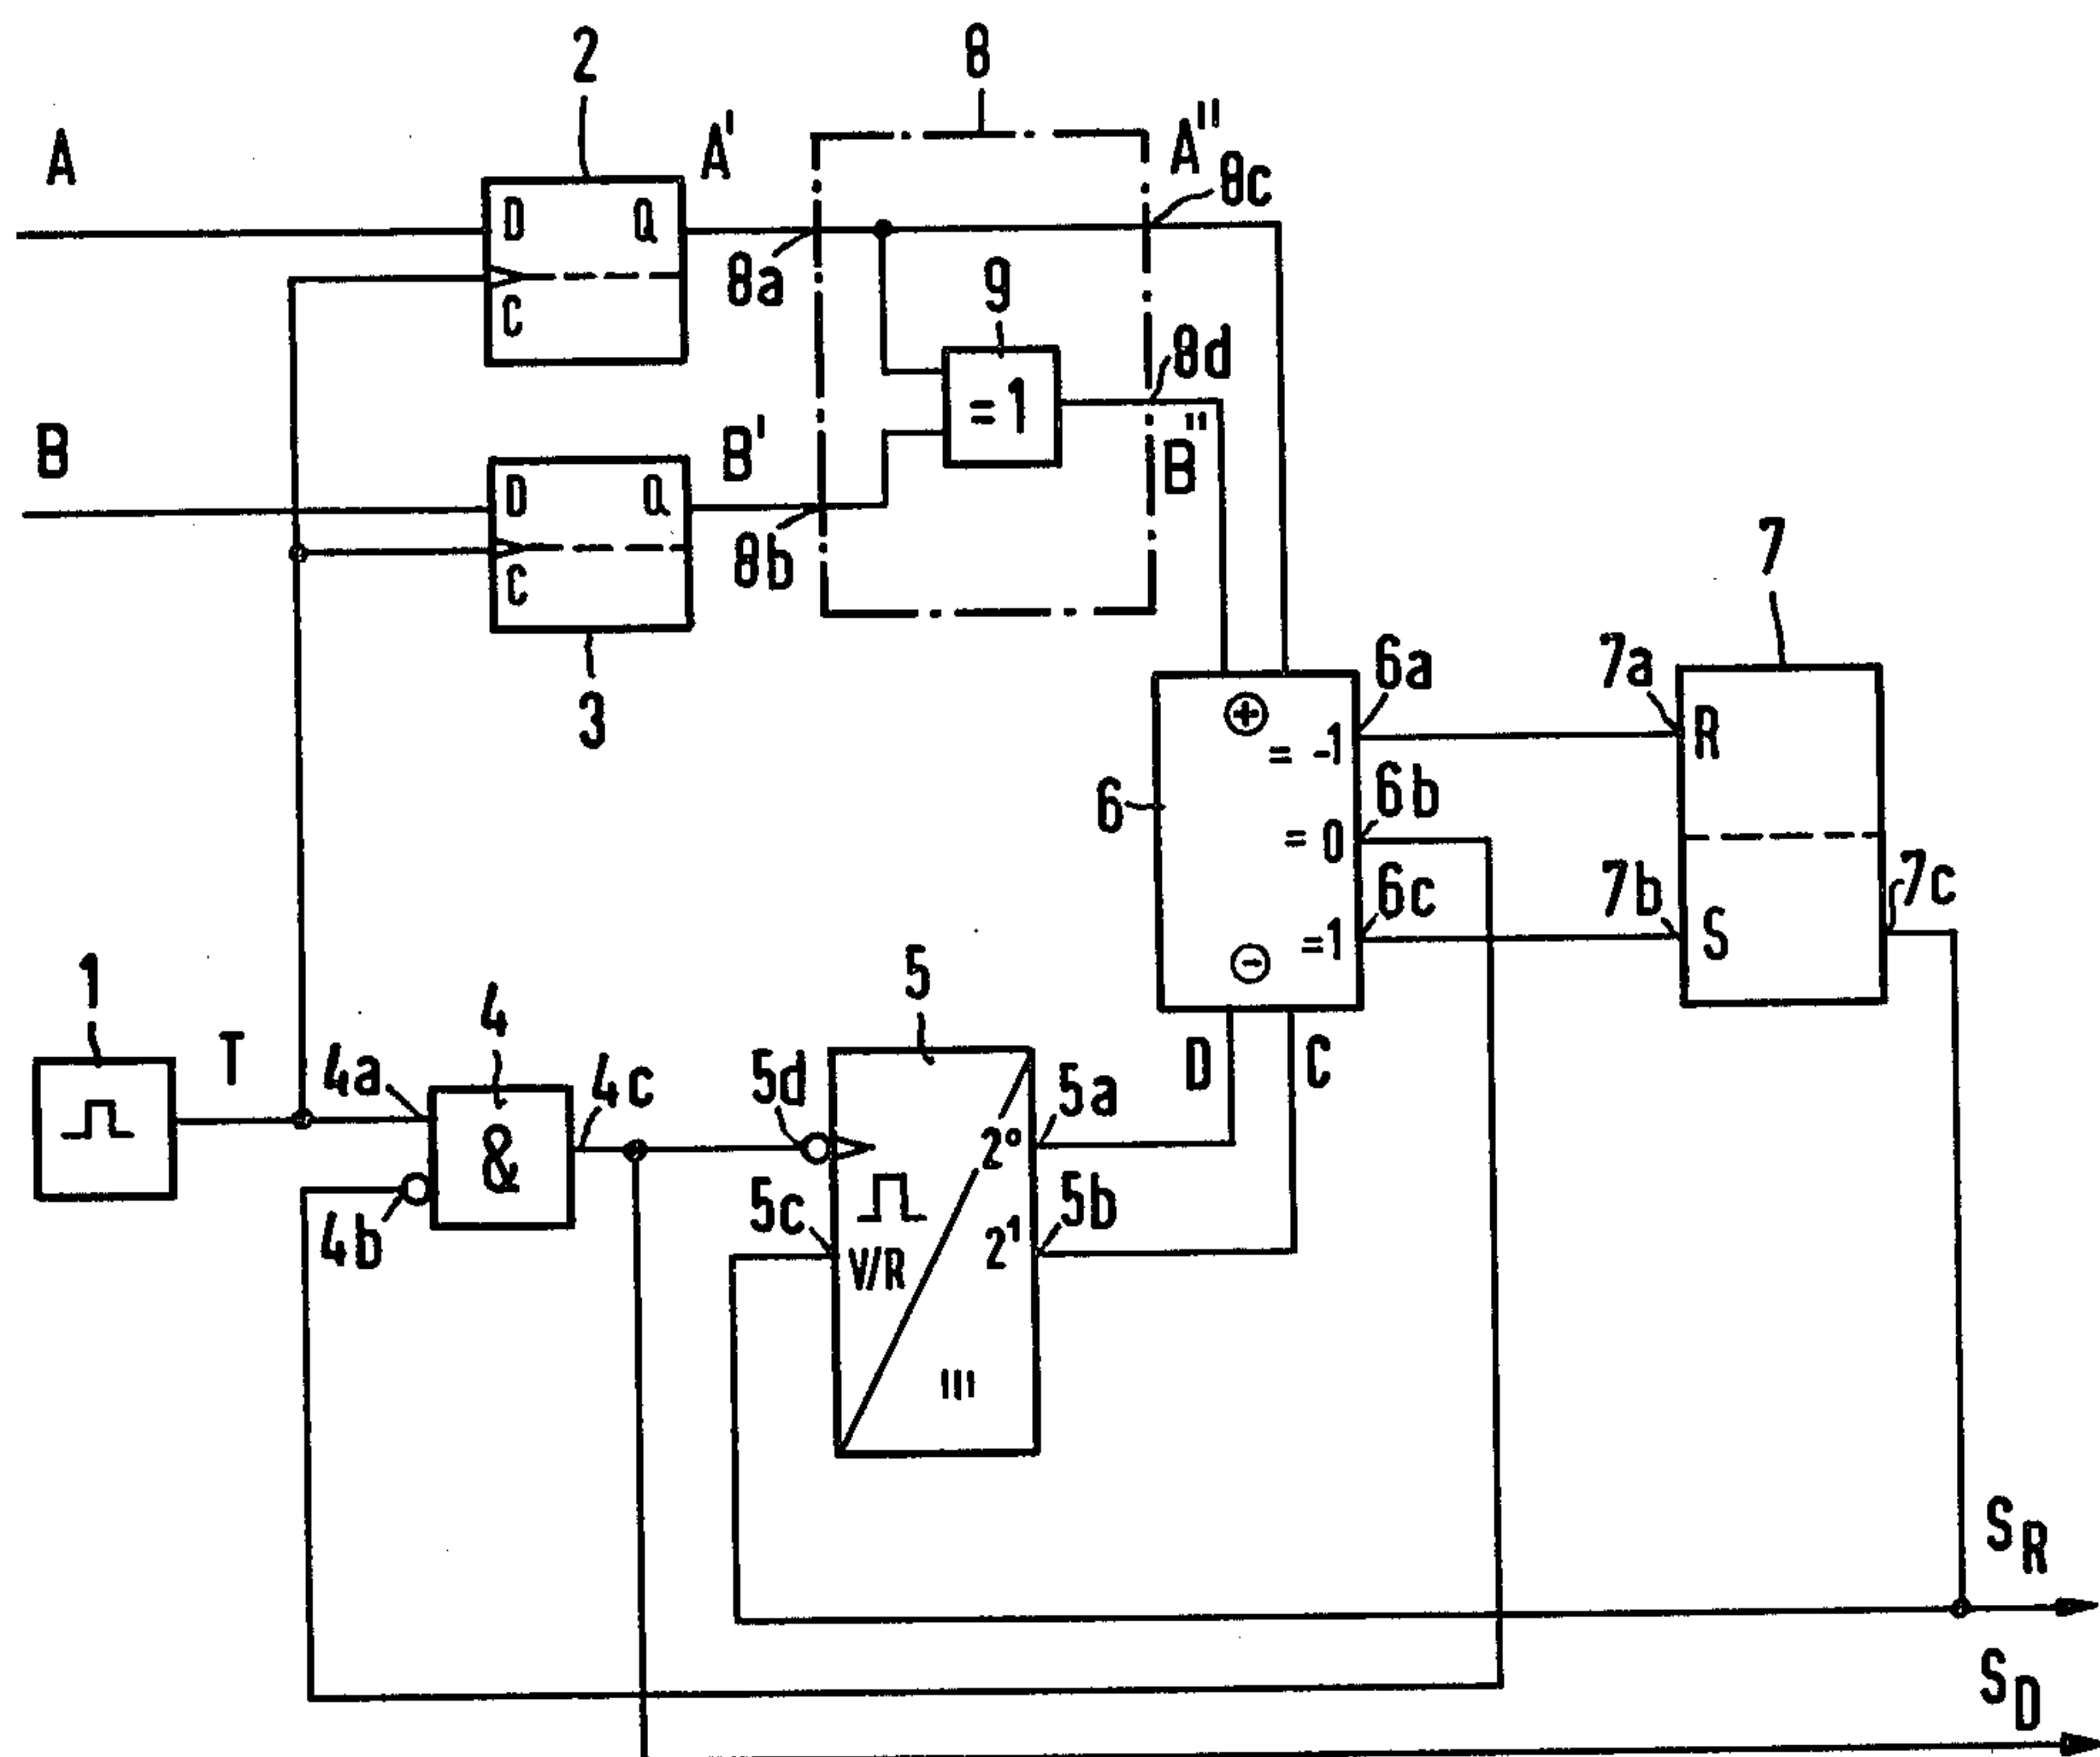 2
8
A
A'
A"
8c
D
Q
C
8a
9
=1
8d
B
B'
B"
D
Q
C
8b
3
7
6a
7a
⊕
= -1
R
6
6b
= 0
6c
7b
7c
=1
S
⊖
1
T
4a
4
4c
5d
5
D
C
5a
&
2⁰
4b
5c
5b
V/R
2¹
S_R
S_D